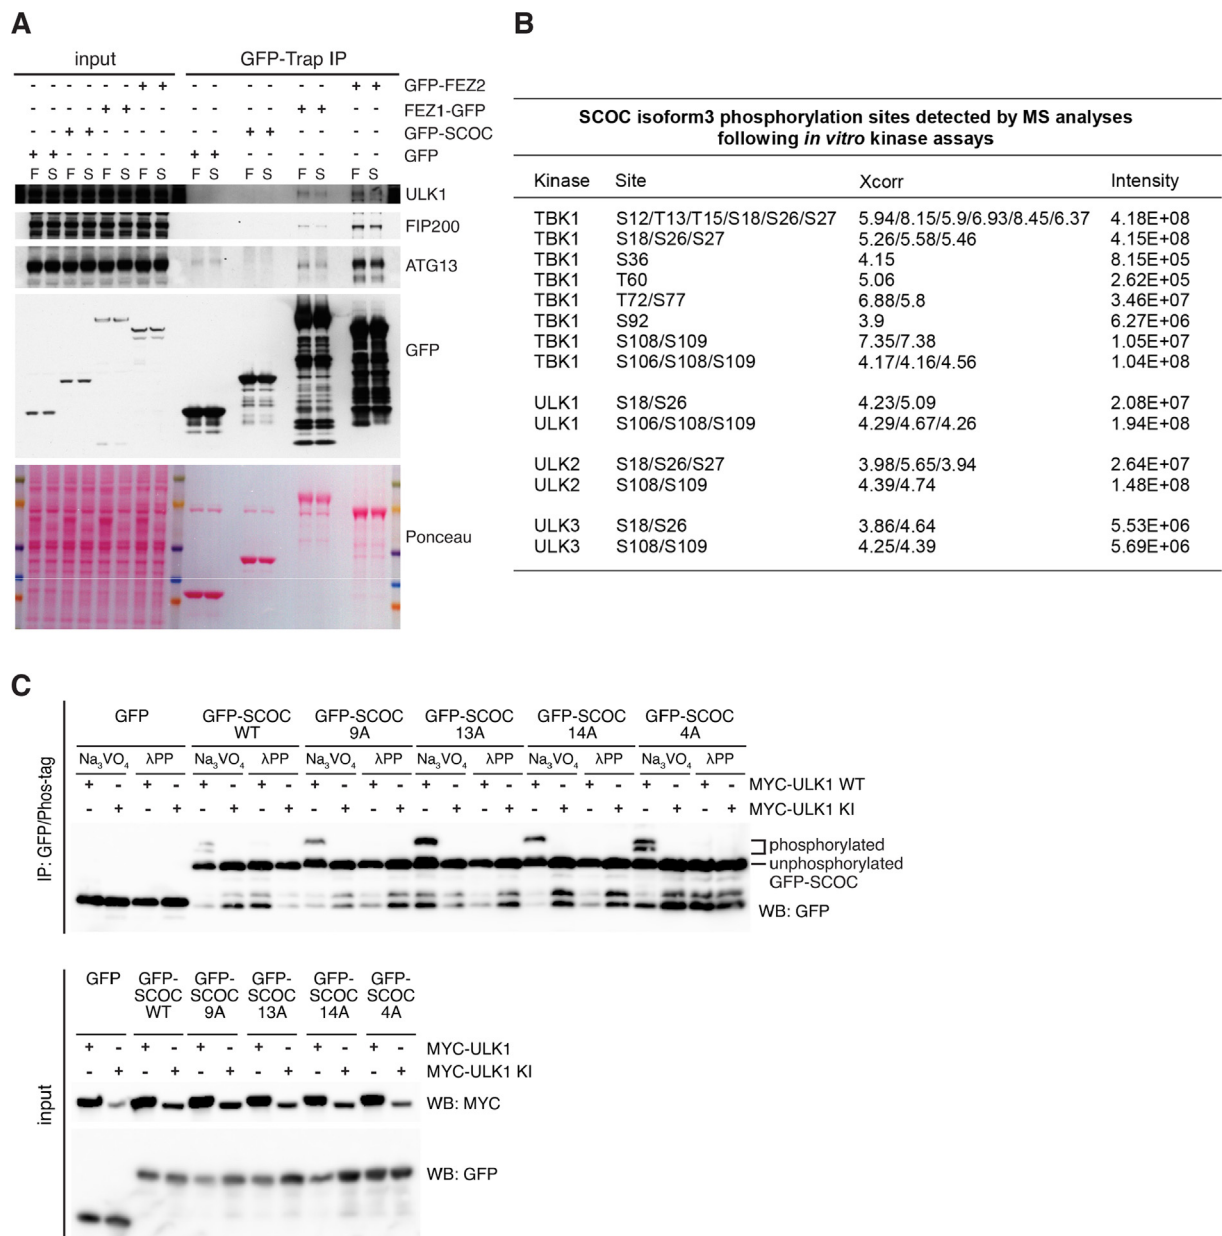 A
input GFP-Trap IP
- - - - - - + + - - - - - - + + GFP-FEZ2
- - - - + + - - - - - - + + - - FEZ1-GFP
- - + + - - - - - - + + - - - - GFP-SCOC
+ + - - - - - - + + - - - - - - GFP
F S F S F S F S F S F S F S F S
ULK1
FIP200
ATG13
GFP
Ponceau
B
SCOC isoform3 phosphorylation sites detected by MS analyses
following in vitro kinase assays
Kinase Site Xcorr Intensity
TBK1 S12/T13/T15/S18/S26/S27 5.94/8.15/5.9/6.93/8.45/6.37 4.18E+08
TBK1 S18/S26/S27 5.26/5.58/5.46 4.15E+08
TBK1 S36 4.15 8.15E+05
TBK1 T60 5.06 2.62E+05
TBK1 T72/S77 6.88/5.8 3.46E+07
TBK1 S92 3.9 6.27E+06
TBK1 S108/S109 7.35/7.38 1.05E+07
TBK1 S106/S108/S109 4.17/4.16/4.56 1.04E+08
ULK1 S18/S26 4.23/5.09 2.08E+07
ULK1 S106/S108/S109 4.29/4.67/4.26 1.94E+08
ULK2 S18/S26/S27 3.98/5.65/3.94 2.64E+07
ULK2 S108/S109 4.39/4.74 1.48E+08
ULK3 S18/S26 3.86/4.64 5.53E+06
ULK3 S108/S109 4.25/4.39 5.69E+06
C
IP: GFP/Phos-tag
GFP GFP-SCOC GFP-SCOC GFP-SCOC GFP-SCOC GFP-SCOC
WT 9A 13A 14A 4A
Na₃VO₄ λPP Na₃VO₄ λPP Na₃VO₄ λPP Na₃VO₄ λPP Na₃VO₄ λPP Na₃VO₄ λPP
+ - + - + - + - + - + - + - + - + - + - + - + - MYC-ULK1 WT
- + - + - + - + - + - + - + - + - + - + - + - + MYC-ULK1 KI
phosphorylated
unphosphorylated
GFP-SCOC
WB: GFP
input
GFP GFP- GFP- GFP- GFP- GFP-
SCOC SCOC SCOC SCOC SCOC
WT 9A 13A 14A 4A
+ - + - + - + - + - + - MYC-ULK1
- + - + - + - + - + - + MYC-ULK1 KI
WB: MYC
WB: GFP